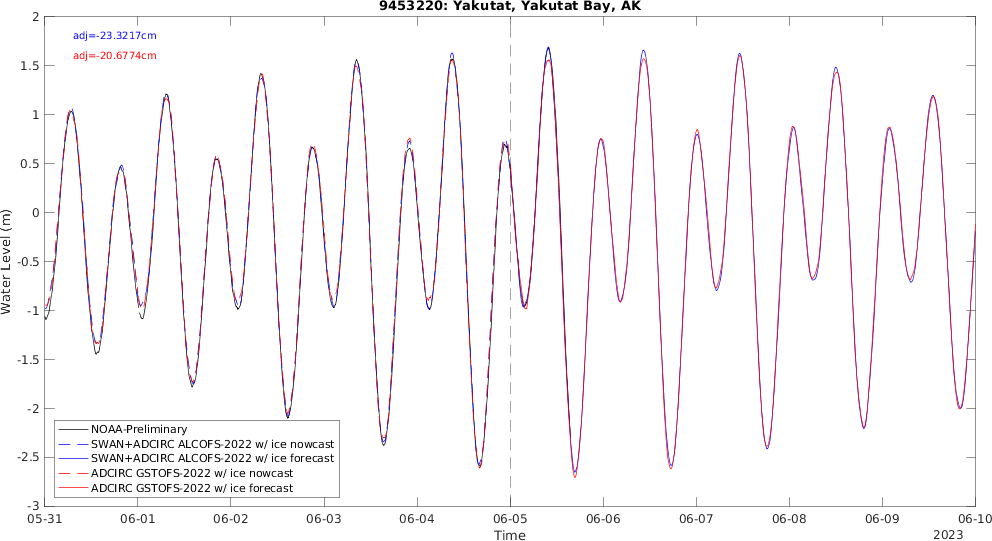 9453220: Yakutat, Yakutat Bay, AK
adj=-23.3217cm
adj=-20.6774cm
2
1.5
1
0.5
0
-0.5
-1
-1.5
-2
-2.5
-3
Water Level (m)
NOAA-Preliminary
SWAN+ADCIRC ALCOFS-2022 w/ ice nowcast
SWAN+ADCIRC ALCOFS-2022 w/ ice forecast
ADCIRC GSTOFS-2022 w/ ice nowcast
ADCIRC GSTOFS-2022 w/ ice forecast
05-31 06-01 06-02 06-03 06-04 06-05 06-06 06-07 06-08 06-09 06-10
Time
2023